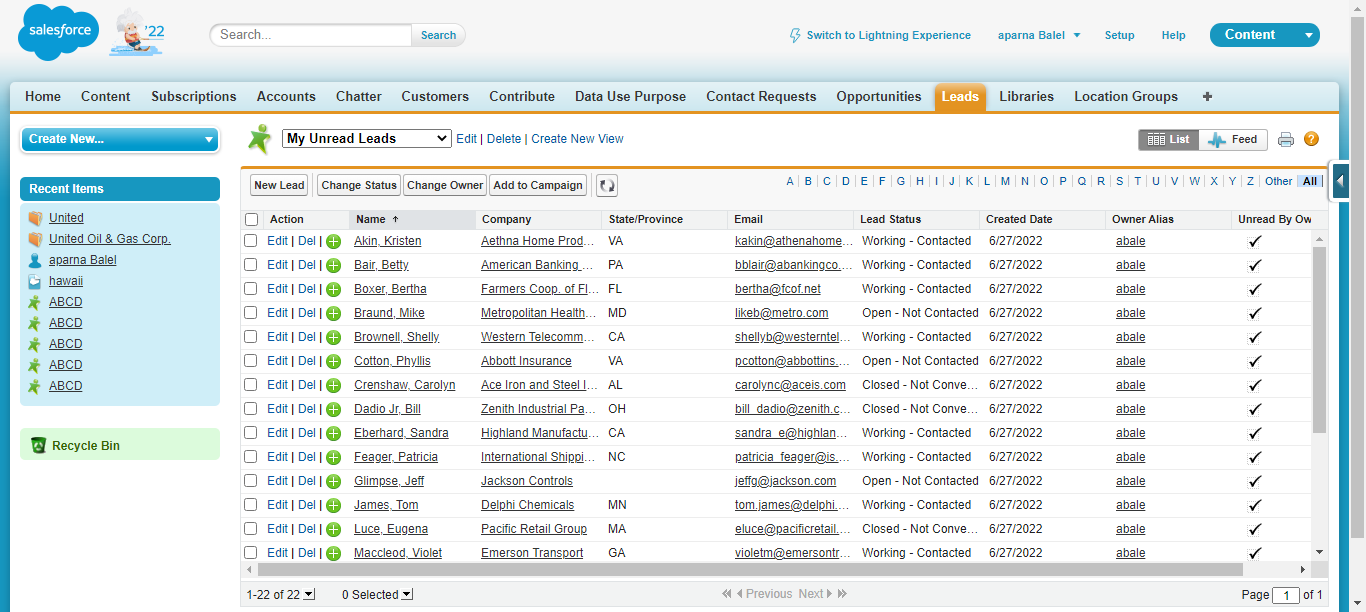 salesforce '22 Search... Search Switch to Lightning Experience aparna Balel Setup Help Content
Home Content Subscriptions Accounts Chatter Customers Contribute Data Use Purpose Contact Requests Opportunities Leads Libraries Location Groups +
Create New...
Recent Items
United
United Oil & Gas Corp.
aparna Balel
hawaii
ABCD
ABCD
ABCD
ABCD
ABCD
Recycle Bin
My Unread Leads Edit | Delete | Create New View List Feed ?
New Lead Change Status Change Owner Add to Campaign A | B | C | D | E | F | G | H | I | J | K | L | M | N | O | P | Q | R | S | T | U | V | W | X | Y | Z | Other | All |
Action Name Company State/Province Email Lead Status Created Date Owner Alias Unread By Ow
Edit | Del | Akin, Kristen Aethna Home Prod... VA kakin@athenahome... Working - Contacted 6/27/2022 abale
Edit | Del | Bair, Betty American Banking ... PA bblair@abankingco.... Working - Contacted 6/27/2022 abale
Edit | Del | Boxer, Bertha Farmers Coop. of Fl... FL bertha@fcof.net Working - Contacted 6/27/2022 abale
Edit | Del | Braund, Mike Metropolitan Health... MD likeb@metro.com Open - Not Contacted 6/27/2022 abale
Edit | Del | Brownell, Shelly Western Telecomm... CA shellyb@westerntel... Working - Contacted 6/27/2022 abale
Edit | Del | Cotton, Phyllis Abbott Insurance VA pcotton@abbottins... Open - Not Contacted 6/27/2022 abale
Edit | Del | Crenshaw, Carolyn Ace Iron and Steel I... AL carolync@aceis.com Closed - Not Conve... 6/27/2022 abale
Edit | Del | Dadio Jr, Bill Zenith Industrial Pa... OH bill_dadio@zenith.c... Closed - Not Conve... 6/27/2022 abale
Edit | Del | Eberhard, Sandra Highland Manufactu... CA sandra_e@highlan... Working - Contacted 6/27/2022 abale
Edit | Del | Feager, Patricia International Shippi... NC patricia_feager@is... Working - Contacted 6/27/2022 abale
Edit | Del | Glimpse, Jeff Jackson Controls jeffg@jackson.com Open - Not Contacted 6/27/2022 abale
Edit | Del | James, Tom Delphi Chemicals MN tom.james@delphi.... Working - Contacted 6/27/2022 abale
Edit | Del | Luce, Eugena Pacific Retail Group MA eluce@pacificretail.... Closed - Not Conve... 6/27/2022 abale
Edit | Del | Maccleod, Violet Emerson Transport GA violetm@emersontr... Working - Contacted 6/27/2022 abale
1-22 of 22 0 Selected Previous Next Page 1 of 1